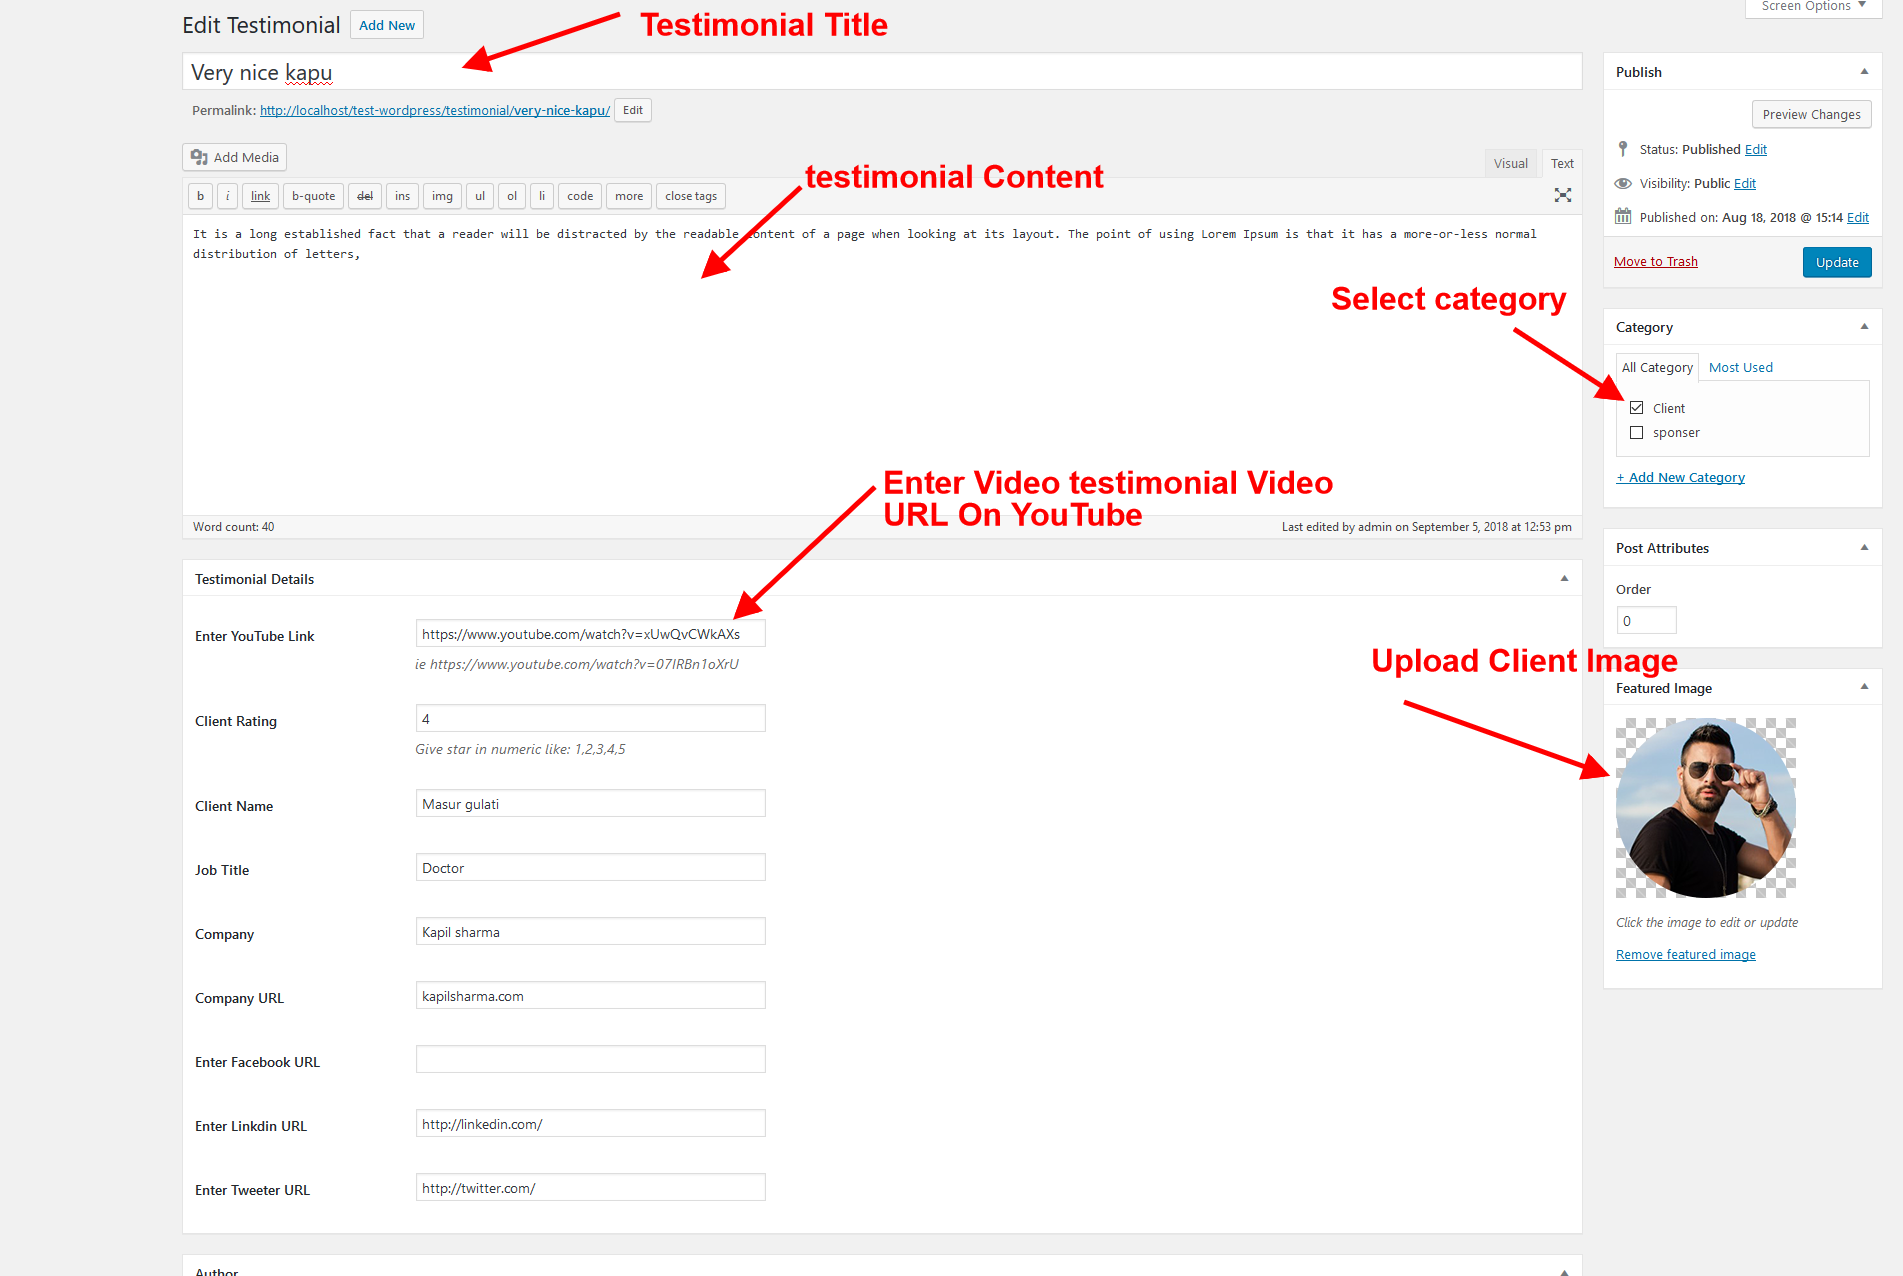 Edit Testimonial Add New
Testimonial Title
Screen Options
Very nice kapu
Permalink: http://localhost/test-wordpress/testimonial/very-nice-kapu/ Edit
Add Media
testimonial Content
Visual Text
b i link b-quote del ins img ul ol li code more close tags
It is a long established fact that a reader will be distracted by the readable content of a page when looking at its layout. The point of using Lorem Ipsum is that it has a more-or-less normal
distribution of letters,
Enter Video testimonial Video
URL On YouTube
Word count: 40
Last edited by admin on September 5, 2018 at 12:53 pm
Testimonial Details
Enter YouTube Link https://www.youtube.com/watch?v=xUwQvCWkAXs
ie https://www.youtube.com/watch?v=07IRBn1oXrU
Client Rating 4
Give star in numeric like: 1,2,3,4,5
Client Name Masur gulati
Job Title Doctor
Company Kapil sharma
Company URL kapilsharma.com
Enter Facebook URL
Enter Linkdin URL http://linkedin.com/
Enter Tweeter URL http://twitter.com/
Author
Publish
Preview Changes
Status: Published Edit
Visibility: Public Edit
Published on: Aug 18, 2018 @ 15:14 Edit
Move to Trash Update
Select category
Category
All Category Most Used
Client
sponser
+ Add New Category
Post Attributes
Order
0
Upload Client Image
Featured Image
Click the image to edit or update
Remove featured image